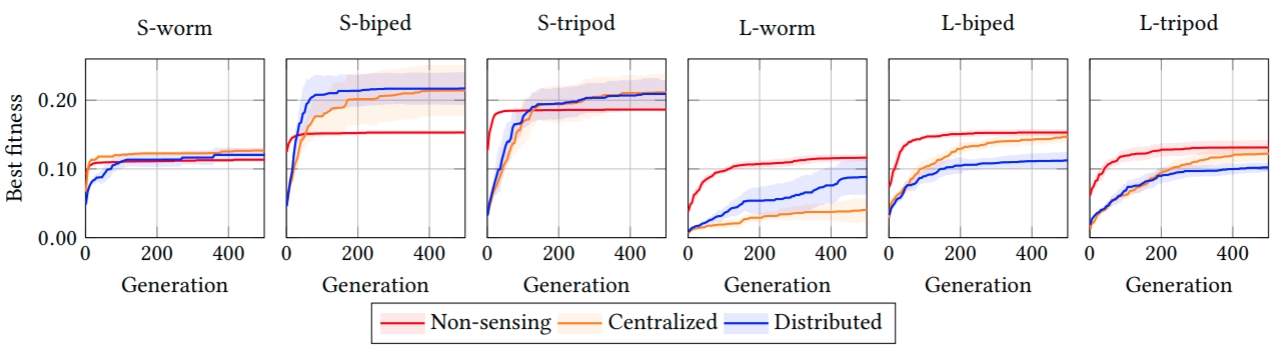 S-worm S-biped S-tripod L-worm L-biped L-tripod
Best fitness
0.20
0.10
0.00
0 200 400 0 200 400 0 200 400 0 200 400 0 200 400 0 200 400
Generation Generation Generation Generation Generation Generation
Non-sensing Centralized Distributed